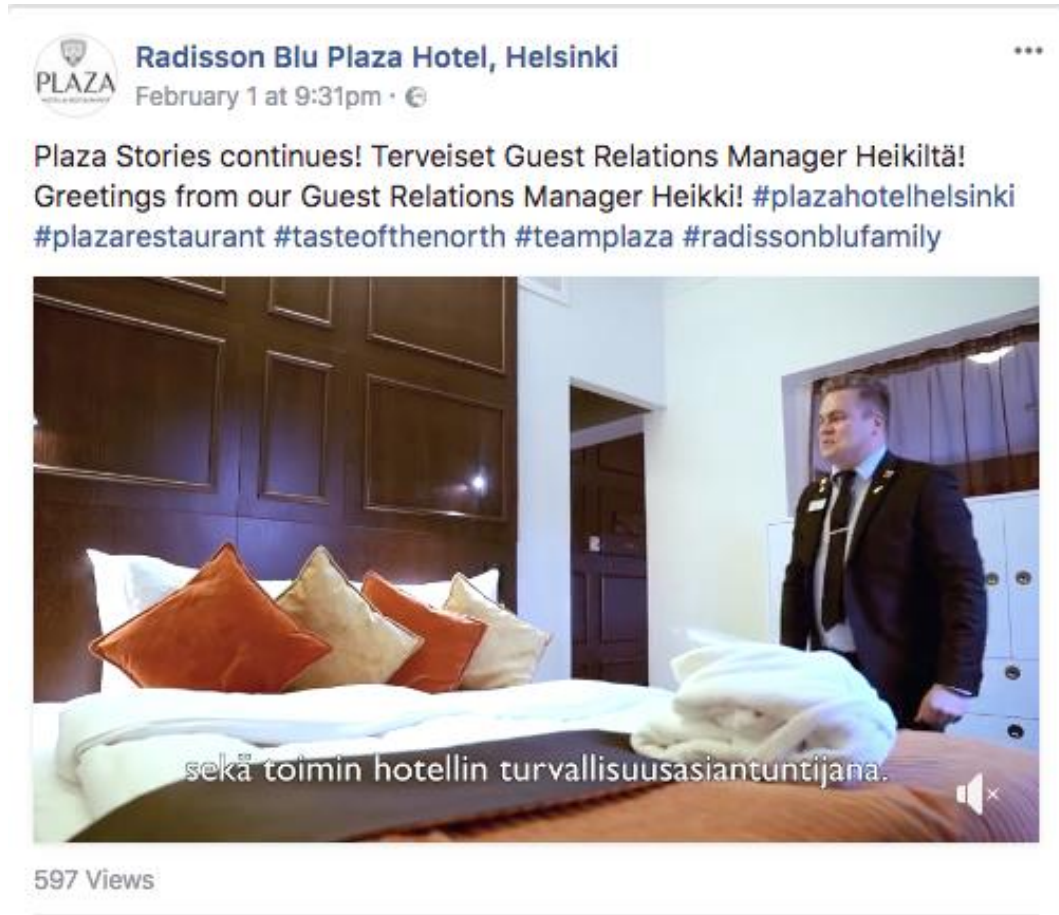 Radisson Blu Plaza Hotel, Helsinki
PLAZA
February 1 at 9:31pm ·
Plaza Stories continues! Terveiset Guest Relations Manager Heikiltä!
Greetings from our Guest Relations Manager Heikki! #plazahotelhelsinki
#plazarestaurant #tasteofthenorth #teamplaza #radissonblufamily
sekä toimin hotellin turvallisuusasiantuntijana.
597 Views